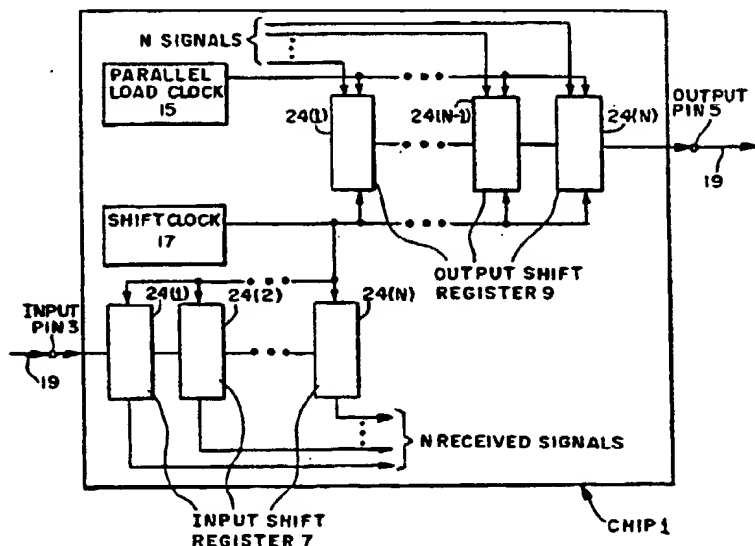 N SIGNALS
PARALLEL
LOAD CLOCK
15
24(1)
24(N-1)
24(N)
OUTPUT
PIN 5
19
SHIFT CLOCK
17
OUTPUT SHIFT
REGISTER 9
24(1)
24(2)
24(N)
INPUT
PIN 3
19
N RECEIVED SIGNALS
INPUT SHIFT
REGISTER 7
CHIP 1